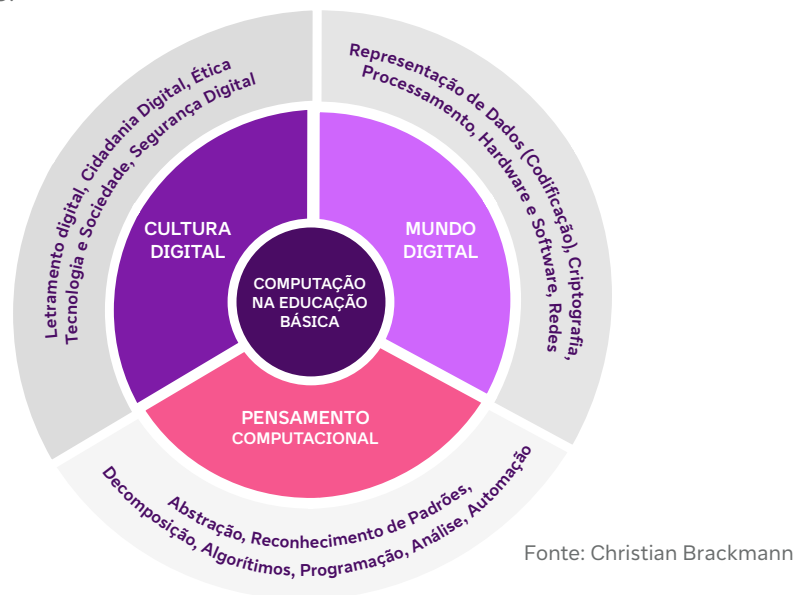 Letramento digital, Cidadania Digital, Ética
Tecnologia e Sociedade, Segurança Digital
Representação de Dados (Codificação), Criptografia,
Processamento, Hardware e Software, Redes
CULTURA
DIGITAL
MUNDO
DIGITAL
COMPUTAÇÃO
NA EDUCAÇÃO
BÁSICA
PENSAMENTO
COMPUTACIONAL
Abstração, Reconhecimento de Padrões,
Decomposição, Algorítimos, Programação, Análise, Automação
Fonte: Christian Brackmann